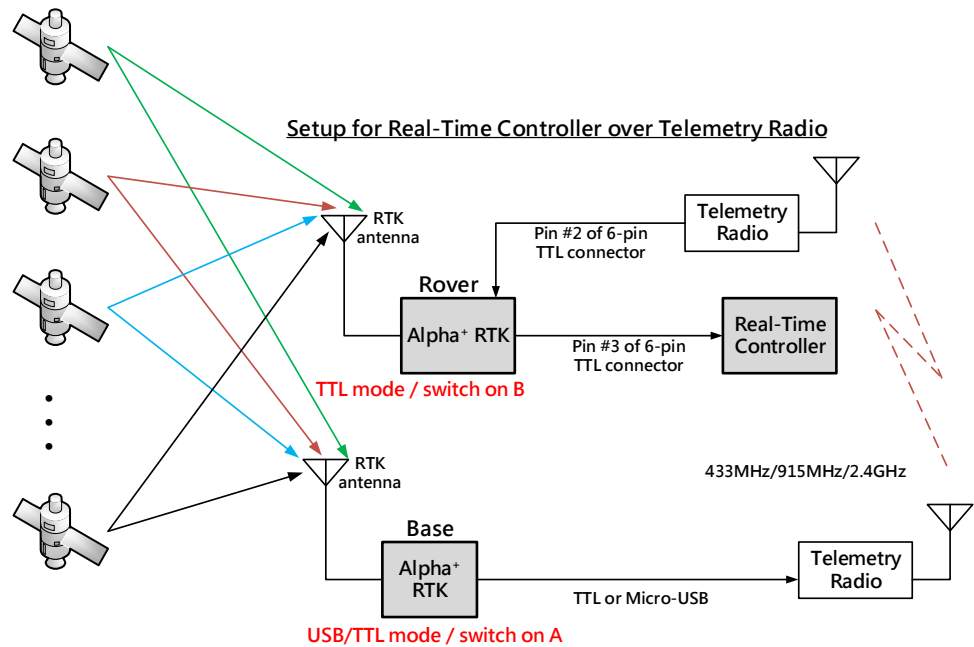 Setup for Real-Time Controller over Telemetry Radio
RTK
antenna
Pin #2 of 6-pin
TTL connector
Telemetry
Radio
Rover
Alpha⁺ RTK
Pin #3 of 6-pin
TTL connector
Real-Time
Controller
TTL mode / switch on B
RTK
antenna
433MHz/915MHz/2.4GHz
Base
Alpha⁺
RTK
TTL or Micro-USB
Telemetry
Radio
USB/TTL mode / switch on A